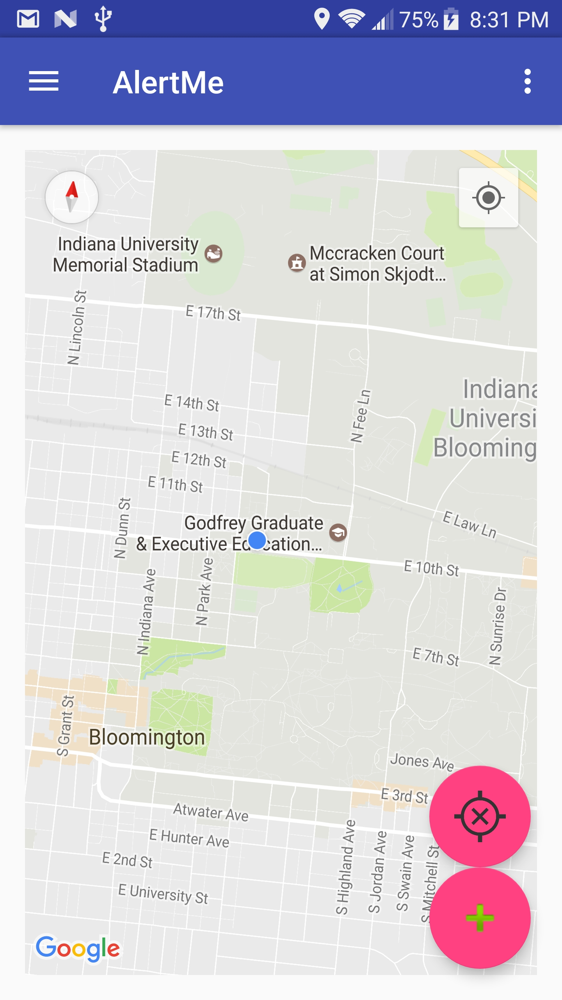 75% 8:31 PM
AlertMe
Indiana University
Memorial Stadium
Mccracken Court
at Simon Skjodt...
N Lincoln St
E 17th St
Indiana
Universi
Blooming
E 14th St
N Fee Ln
E 13th St
E 12th St
E 11th St
N Dunn St
E Law Ln
Godfrey Graduate
& Executive Education...
E 10th St
N Indiana Ave
N Park Ave
N Sunrise Dr
E 7th St
S Grant St
Bloomington
Jones Ave
E 3rd St
Atwater Ave
E Hunter Ave
E 2nd St
S Highland Ave
S Jordan Ave
S Swain Ave
S Mitchell St
E University St
Google